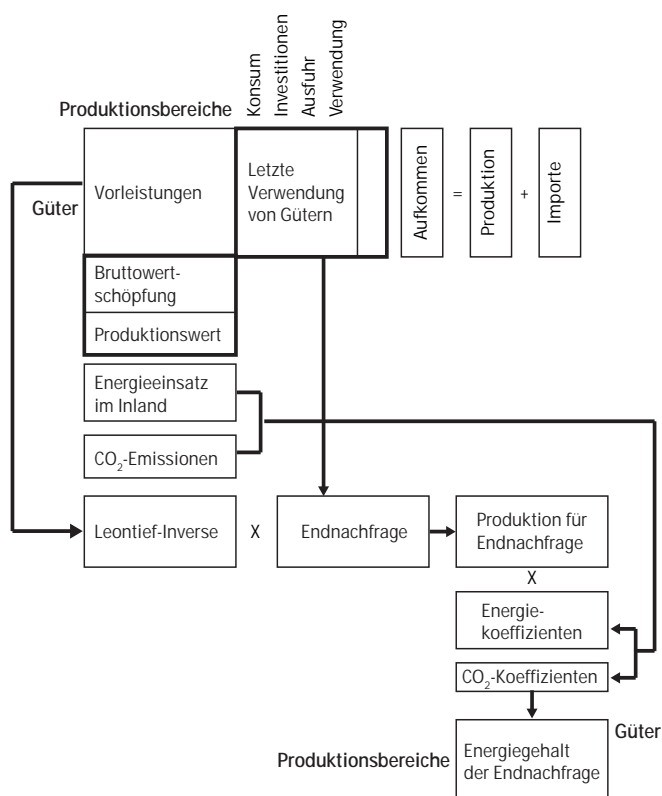 Konsum
Investitionen
Ausfuhr
Verwendung
Produktionsbereiche
Güter
Vorleistungen
Letzte
Verwendung
von Gütern
Aufkommen
=
Produktion
+
Importe
Bruttowert-
schöpfung
Produktionswert
Energieeinsatz
im Inland
CO₂-Emissionen
Leontief-Inverse
X
Endnachfrage
Produktion für
Endnachfrage
X
Energie-
koeffizienten
CO₂-Koeffizienten
Güter
Produktionsbereiche
Energiegehalt
der Endnachfrage